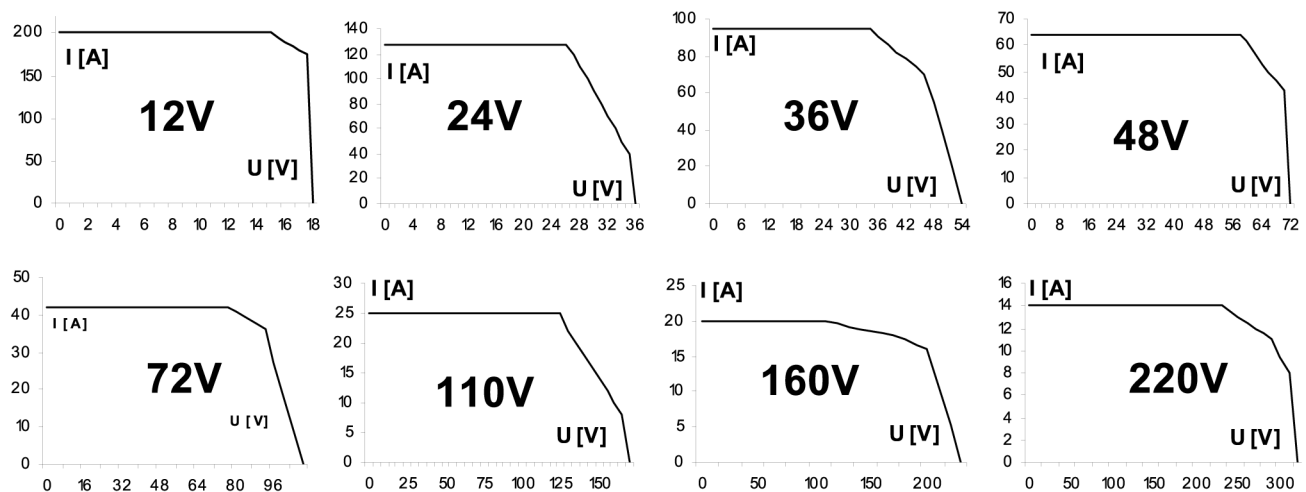 200
I [A]
150
12V
100
50
U [V]
0
0 2 4 6 8 10 12 14 16 18
140
120
I [A]
100
80
24V
60
40
20
U [V]
0
0 4 8 12 16 20 24 28 32 36
100
I [A]
80
60
36V
40
20
U [V]
0
0 6 12 18 24 30 36 42 48 54
70
60
I [A]
50
40
48V
30
20
10
U [V]
0
0 8 16 24 32 40 48 56 64 72
50
40
I [A]
30
72V
20
10
U [V]
0
0 16 32 48 64 80 96
30
I [A]
25
20
15
110V
10
5
U [V]
0
0 25 50 75 100 125 150
25
I [A]
20
15
160V
10
5
U [V]
0
0 50 100 150 200
16
I [A]
14
12
10
8
220V
6
4
2
U [V]
0
0 50 100 150 200 250 300